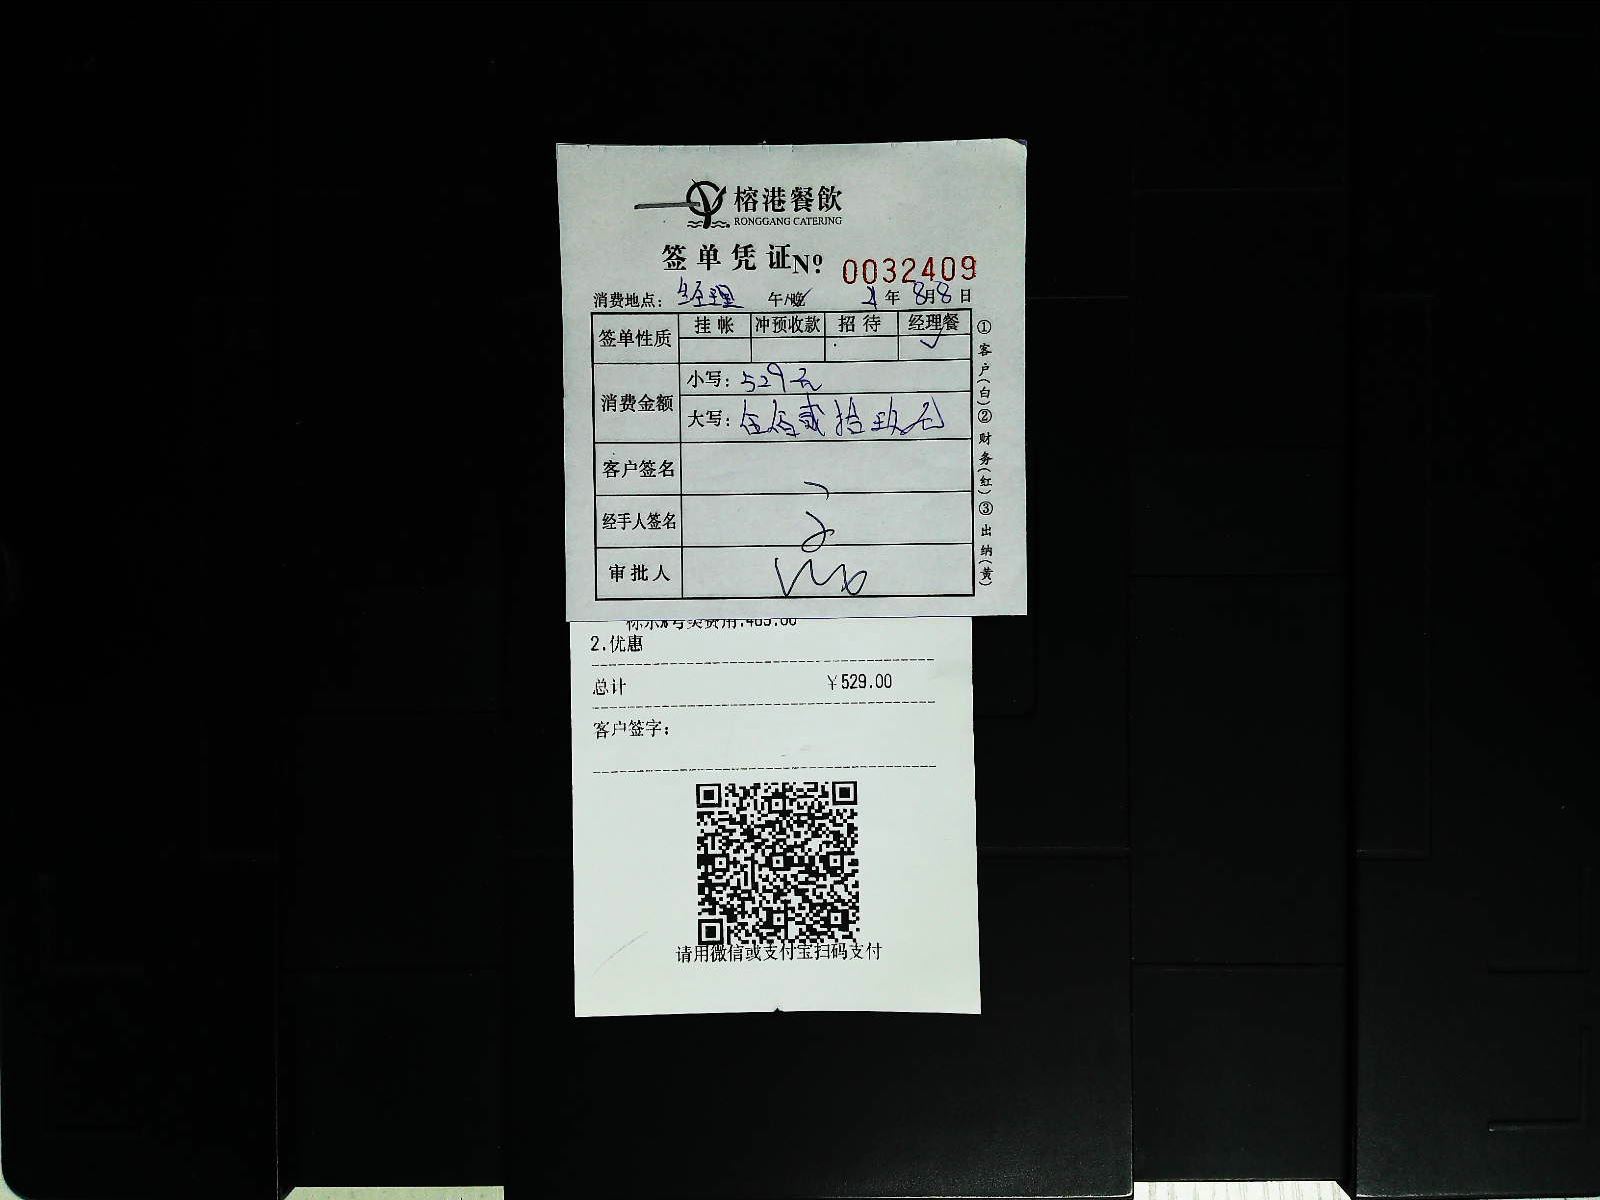 榕港餐飲
RONGGANG CATERING
签单凭证 Nº 0032409
消费地点：经理 午/晚 年 8月8日
签单性质 挂帐 冲预收款 招待 经理餐
✓
消费金额 小写：529元
大写：伍佰贰拾玖元
客户签名
经手人签名
审批人
①客户(白)②财务(红)③出纳(黄)
2.优惠
总计 ￥529.00
客户签字：
请用微信或支付宝扫码支付